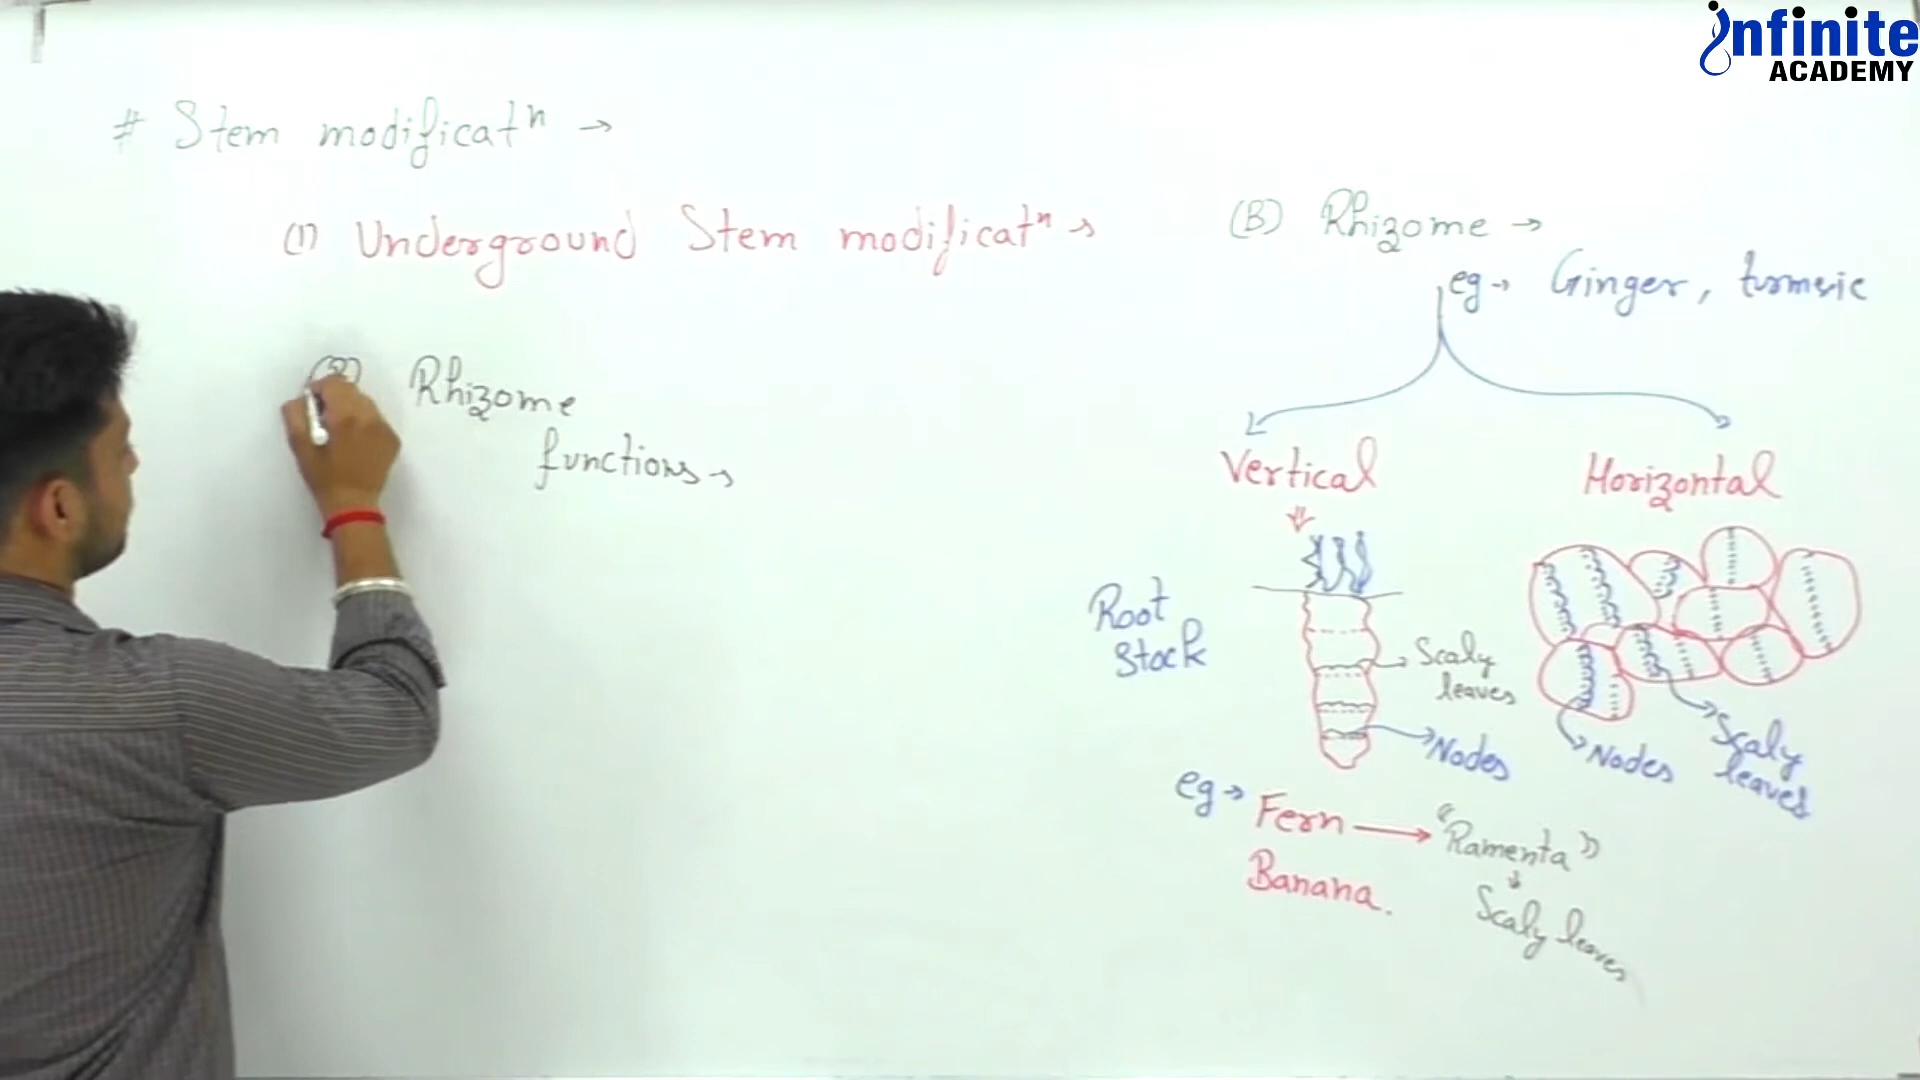 infinite
ACADEMY
# Stem modificatⁿ →
(1) Underground Stem modificatⁿ →
Rhizome
functions →
(B) Rhizome →
eg → Ginger, turmeric
Vertical
Horizontal
Root
Stock
Scaly
leaves
Nodes
Nodes
Scaly
leaves
eg → Fern → "Ramenta"
Banana.
Scaly leaves